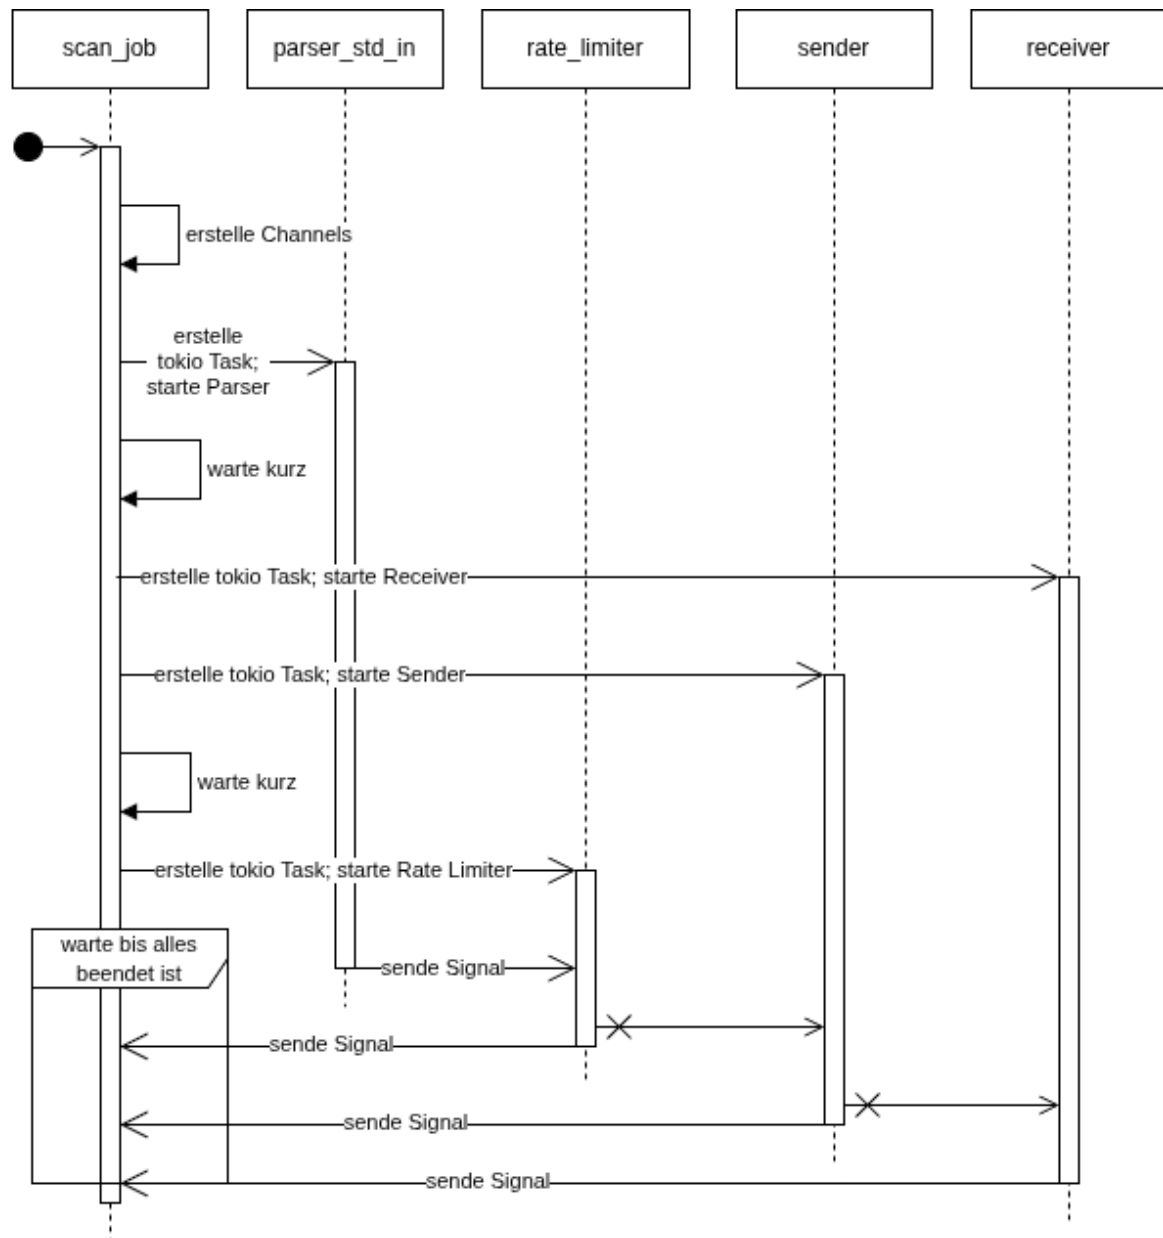 scan_job
parser_std_in
rate_limiter
sender
receiver
erstelle Channels
erstelle
tokio Task;
starte Parser
warte kurz
erstelle tokio Task; starte Receiver
erstelle tokio Task; starte Sender
warte kurz
erstelle tokio Task; starte Rate Limiter
warte bis alles
beendet ist
sende Signal
sende Signal
sende Signal
sende Signal